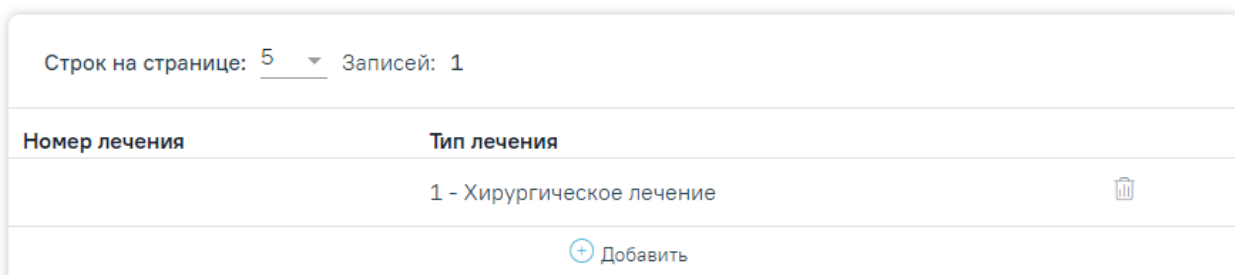 Строк на странице: 5 Записей: 1
Номер лечения Тип лечения
1 - Хирургическое лечение
Добавить